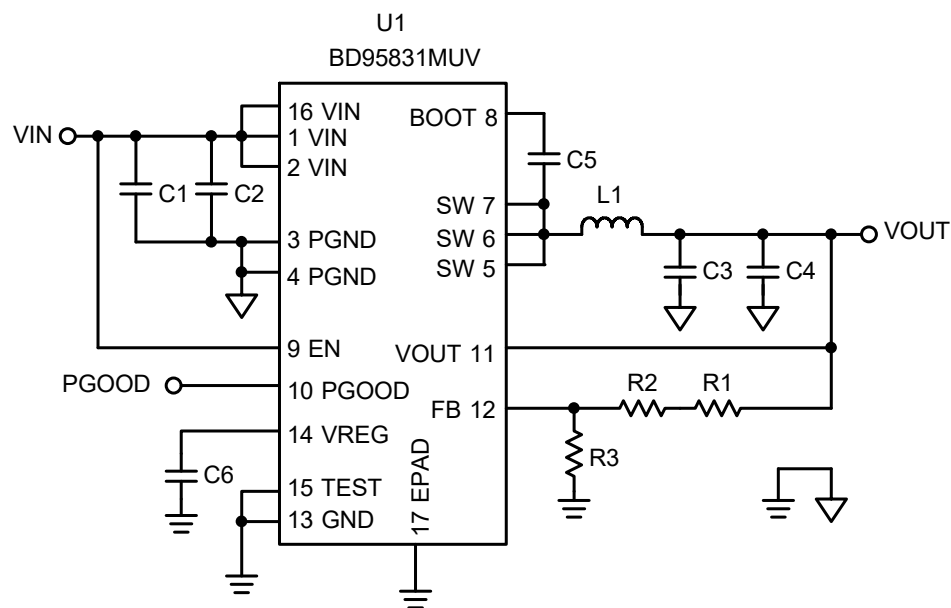 U1
BD95831MUV
16 VIN
BOOT 8
VIN
1 VIN
2 VIN
C5
C1
C2
L1
SW 7
SW 6
SW 5
VOUT
3 PGND
4 PGND
C3
C4
9 EN
VOUT 11
PGOOD
10 PGOOD
R2
R1
FB 12
14 VREG
R3
C6
15 TEST
13 GND
17 EPAD